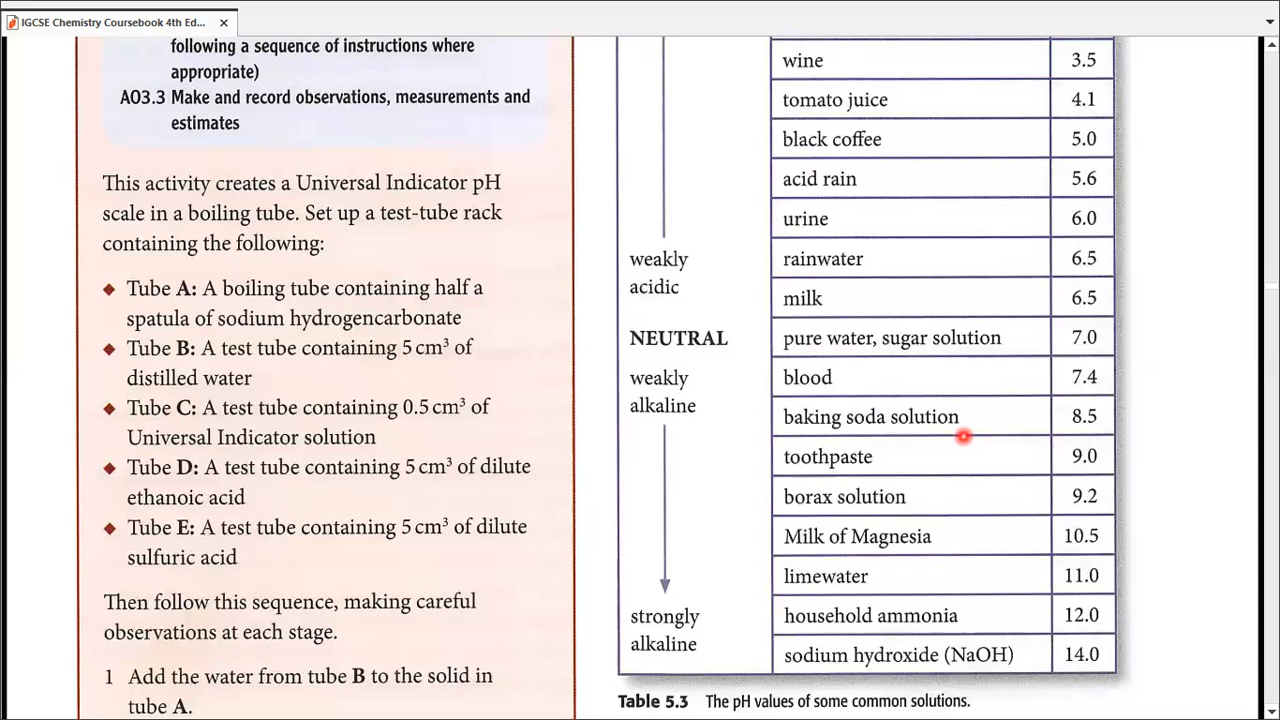 IGCSE Chemistry Coursebook 4th Ed...
following a sequence of instructions where
appropriate)
AO3.3 Make and record observations, measurements and
estimates
This activity creates a Universal Indicator pH
scale in a boiling tube. Set up a test-tube rack
containing the following:
◆ Tube A: A boiling tube containing half a
spatula of sodium hydrogencarbonate
◆ Tube B: A test tube containing 5 cm³ of
distilled water
◆ Tube C: A test tube containing 0.5 cm³ of
Universal Indicator solution
◆ Tube D: A test tube containing 5 cm³ of dilute
ethanoic acid
◆ Tube E: A test tube containing 5 cm³ of dilute
sulfuric acid
Then follow this sequence, making careful
observations at each stage.
1 Add the water from tube B to the solid in
tube A.
wine 3.5
tomato juice 4.1
black coffee 5.0
acid rain 5.6
urine 6.0
weakly
acidic
rainwater 6.5
milk 6.5
NEUTRAL pure water, sugar solution 7.0
weakly
alkaline
blood 7.4
baking soda solution 8.5
toothpaste 9.0
borax solution 9.2
Milk of Magnesia 10.5
limewater 11.0
strongly
alkaline
household ammonia 12.0
sodium hydroxide (NaOH) 14.0
Table 5.3 The pH values of some common solutions.